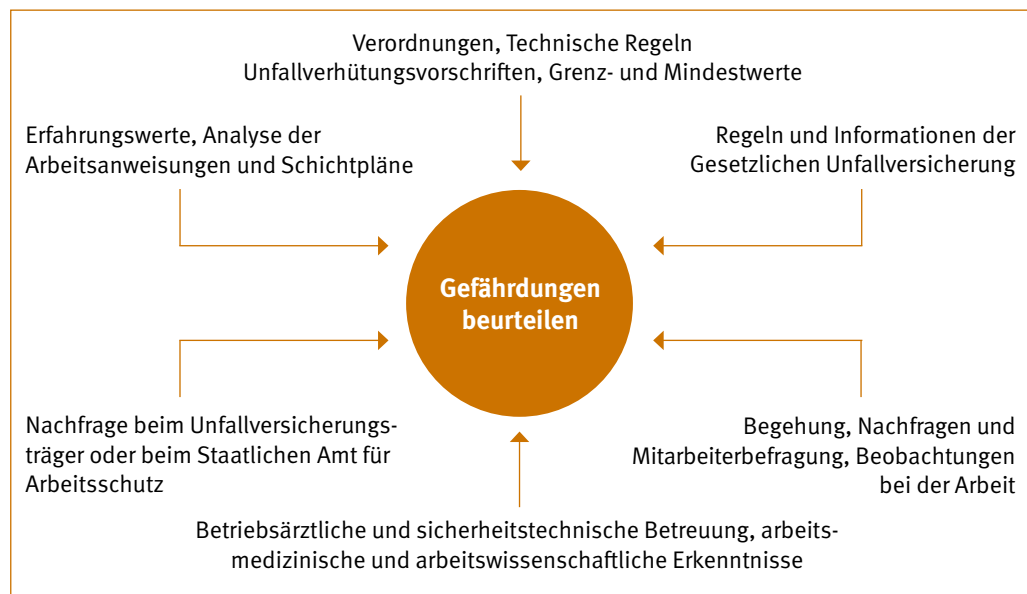 Verordnungen, Technische Regeln
Unfallverhütungsvorschriften, Grenz- und Mindestwerte
Erfahrungswerte, Analyse der
Arbeitsanweisungen und Schichtpläne
Regeln und Informationen der
Gesetzlichen Unfallversicherung
Gefährdungen
beurteilen
Nachfrage beim Unfallversicherungs-
träger oder beim Staatlichen Amt für
Arbeitsschutz
Begehung, Nachfragen und
Mitarbeiterbefragung, Beobachtungen
bei der Arbeit
Betriebsärztliche und sicherheitstechnische Betreuung, arbeits-
medizinische und arbeitswissenschaftliche Erkenntnisse